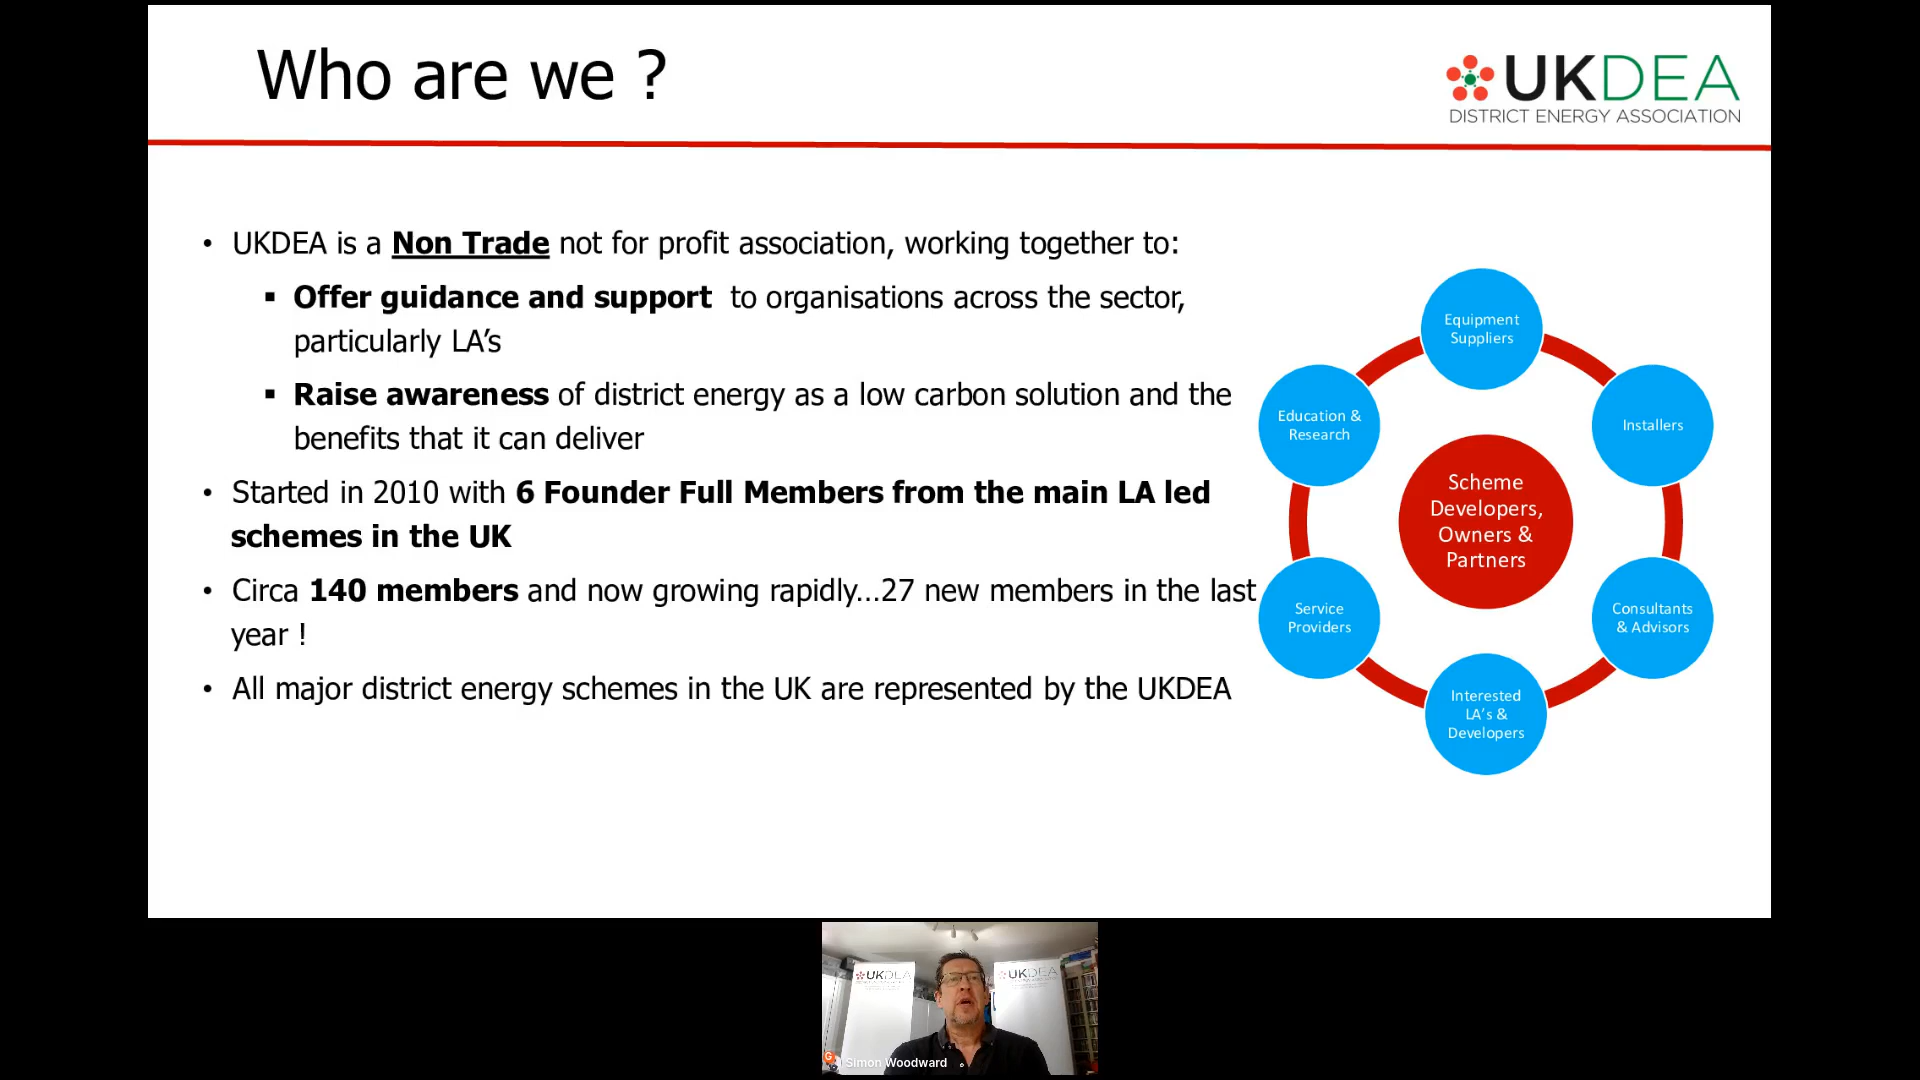 Who are we ?
UKDEA
DISTRICT ENERGY ASSOCIATION
• UKDEA is a Non Trade not for profit association, working together to:
▪ Offer guidance and support to organisations across the sector,
particularly LA’s
▪ Raise awareness of district energy as a low carbon solution and the
benefits that it can deliver
• Started in 2010 with 6 Founder Full Members from the main LA led
schemes in the UK
• Circa 140 members and now growing rapidly...27 new members in the last
year !
• All major district energy schemes in the UK are represented by the UKDEA
Equipment
Suppliers
Education &
Research
Installers
Scheme
Developers,
Owners &
Partners
Service
Providers
Consultants
& Advisors
Interested
LA’s &
Developers
UKDEA
UKDEA
Simon Woodward